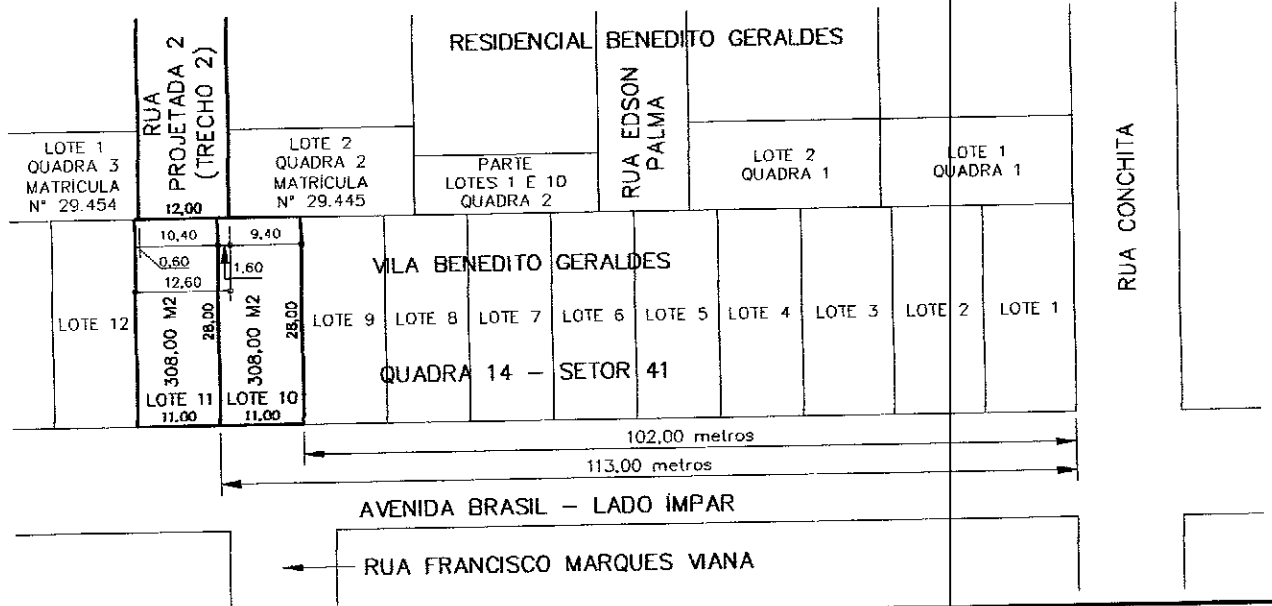 RESIDENCIAL BENEDITO GERALDES
RUA
PROJETADA 2
(TRECHO 2)
RUA EDSON
PALMA
RUA CONCHITA
LOTE 1
QUADRA 3
MATRÍCULA
N° 29.454
LOTE 2
QUADRA 2
MATRÍCULA
N° 29.445
PARTE
LOTES 1 E 10
QUADRA 2
LOTE 2
QUADRA 1
LOTE 1
QUADRA 1
12,00
10,40
9,40
0,60
1,60
12,60
VILA BENEDITO GERALDES
LOTE 12
308,00 M2
28,00
308,00 M2
28,00
LOTE 9
LOTE 8
LOTE 7
LOTE 6
LOTE 5
LOTE 4
LOTE 3
LOTE 2
LOTE 1
QUADRA 14 – SETOR 41
LOTE 11
LOTE 10
11.00
11.00
102,00 metros
113,00 metros
AVENIDA BRASIL – LADO ÍMPAR
RUA FRANCISCO MARQUES VIANA